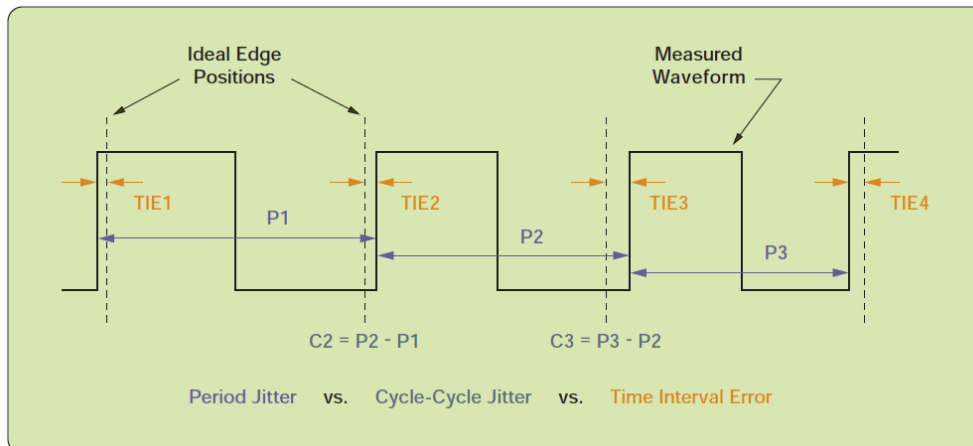 Ideal Edge
Positions
Measured
Waveform
TIE1
TIE2
TIE3
TIE4
P1
P2
P3
C2 = P2 - P1
C3 = P3 - P2
Period Jitter vs. Cycle-Cycle Jitter vs. Time Interval Error